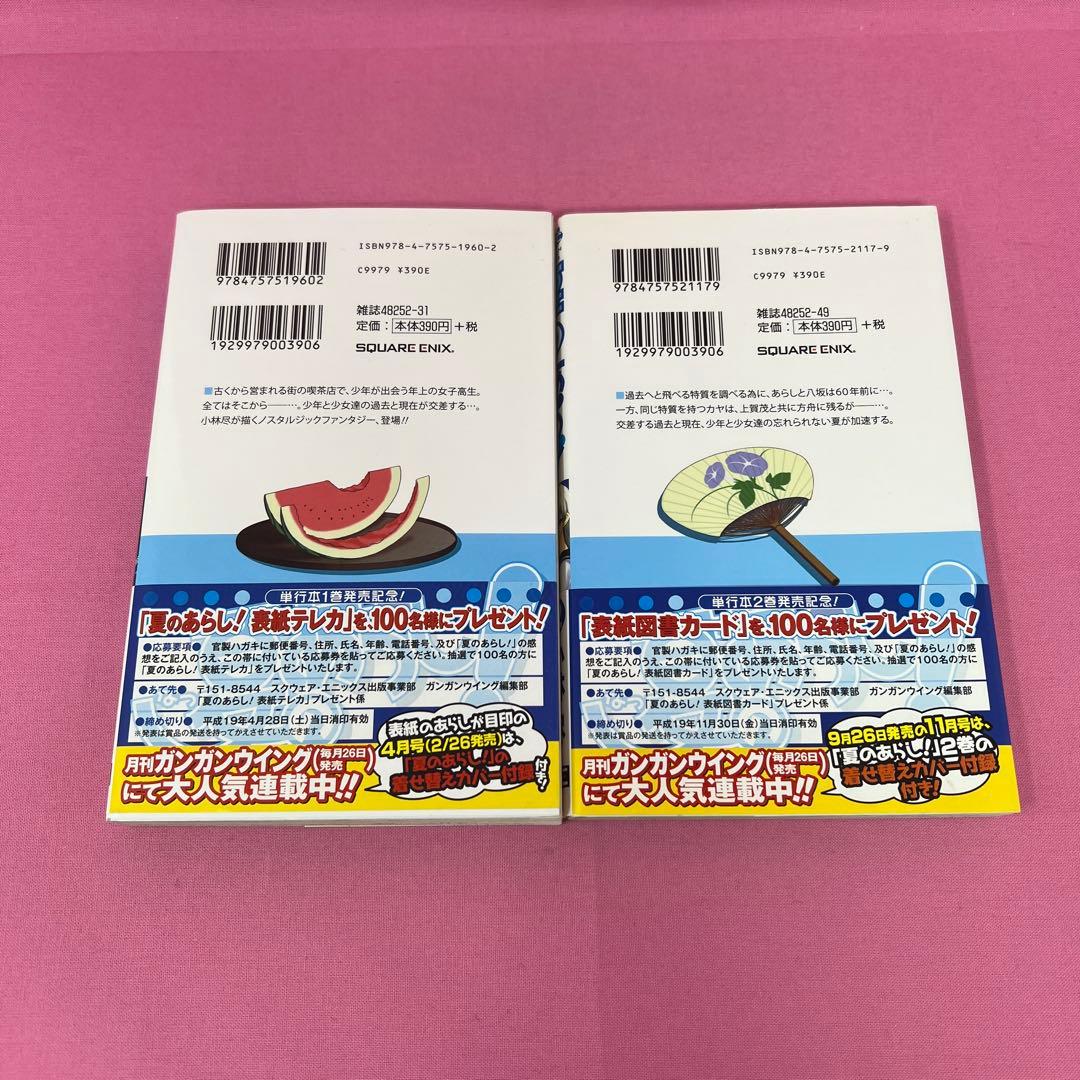 ISBN978-4-7575-1960-2
9784757519602
C9979 ¥390E
雑誌48252-31
定価：本体390円＋税
1929979003906
SQUARE ENIX®
■古くから営まれる街の喫茶店で、少年が出会う年上の女子高生。
全てはそこから―――…。少年と少女達の過去と現在が交差する…。
小林尽が描くノスタルジックファンタジー、登場!!
単行本1巻発売記念!
「夏のあらし! 表紙テレカ」を、100名様にプレゼント!
●応募要項● 官製ハガキに郵便番号、住所、氏名、年齢、電話番号、及び「夏のあらし!」の感
想をご記入のうえ、この帯に付いている応募券を貼ってご応募ください。抽選で100名の方に
「夏のあらし! 表紙テレカ」をプレゼントいたします。
●あて先● 〒151-8544 スクウェア・エニックス出版事業部 ガンガンウイング編集部
「夏のあらし! 表紙テレカ」プレゼント係
●締め切り● 平成19年4月28日(土)当日消印有効
※発表は賞品の発送を持ってかえさせていただきます。
月刊ガンガンウイング(毎月26日発売)
にて大人気連載中!!
表紙のあらしが目印の
4月号(2/26発売)は、
「夏のあらし!」の
着せ替えカバー付録
付き!
ISBN978-4-7575-2117-9
9784757521179
C9979 ¥390E
雑誌48252-49
定価：本体390円＋税
1929979003906
SQUARE ENIX®
■過去へと飛べる特質を調べる為に、あらしと八坂は60年前に…。
一方、同じ特質を持つカヤは、上賀茂と共に方舟に残るが―――…。
交差する過去と現在、少年と少女達の忘れられない夏が加速する。
単行本2巻発売記念!
「表紙図書カード」を、100名様にプレゼント!
●応募要項● 官製ハガキに郵便番号、住所、氏名、年齢、電話番号、及び「夏のあらし!」の感
想をご記入のうえ、この帯に付いている応募券を貼ってご応募ください。抽選で100名の方に
「夏のあらし! 表紙図書カード」をプレゼントいたします。
●あて先● 〒151-8544 スクウェア・エニックス出版事業部 ガンガンウイング編集部
「夏のあらし! 表紙図書カード」プレゼント係
●締め切り● 平成19年11月30日(金)当日消印有効
※発表は賞品の発送を持ってかえさせていただきます。
月刊ガンガンウイング(毎月26日発売)
にて大人気連載中!!
9月26日発売の11月号は、
「夏のあらし!」2巻の
着せ替えカバー付録
付き!